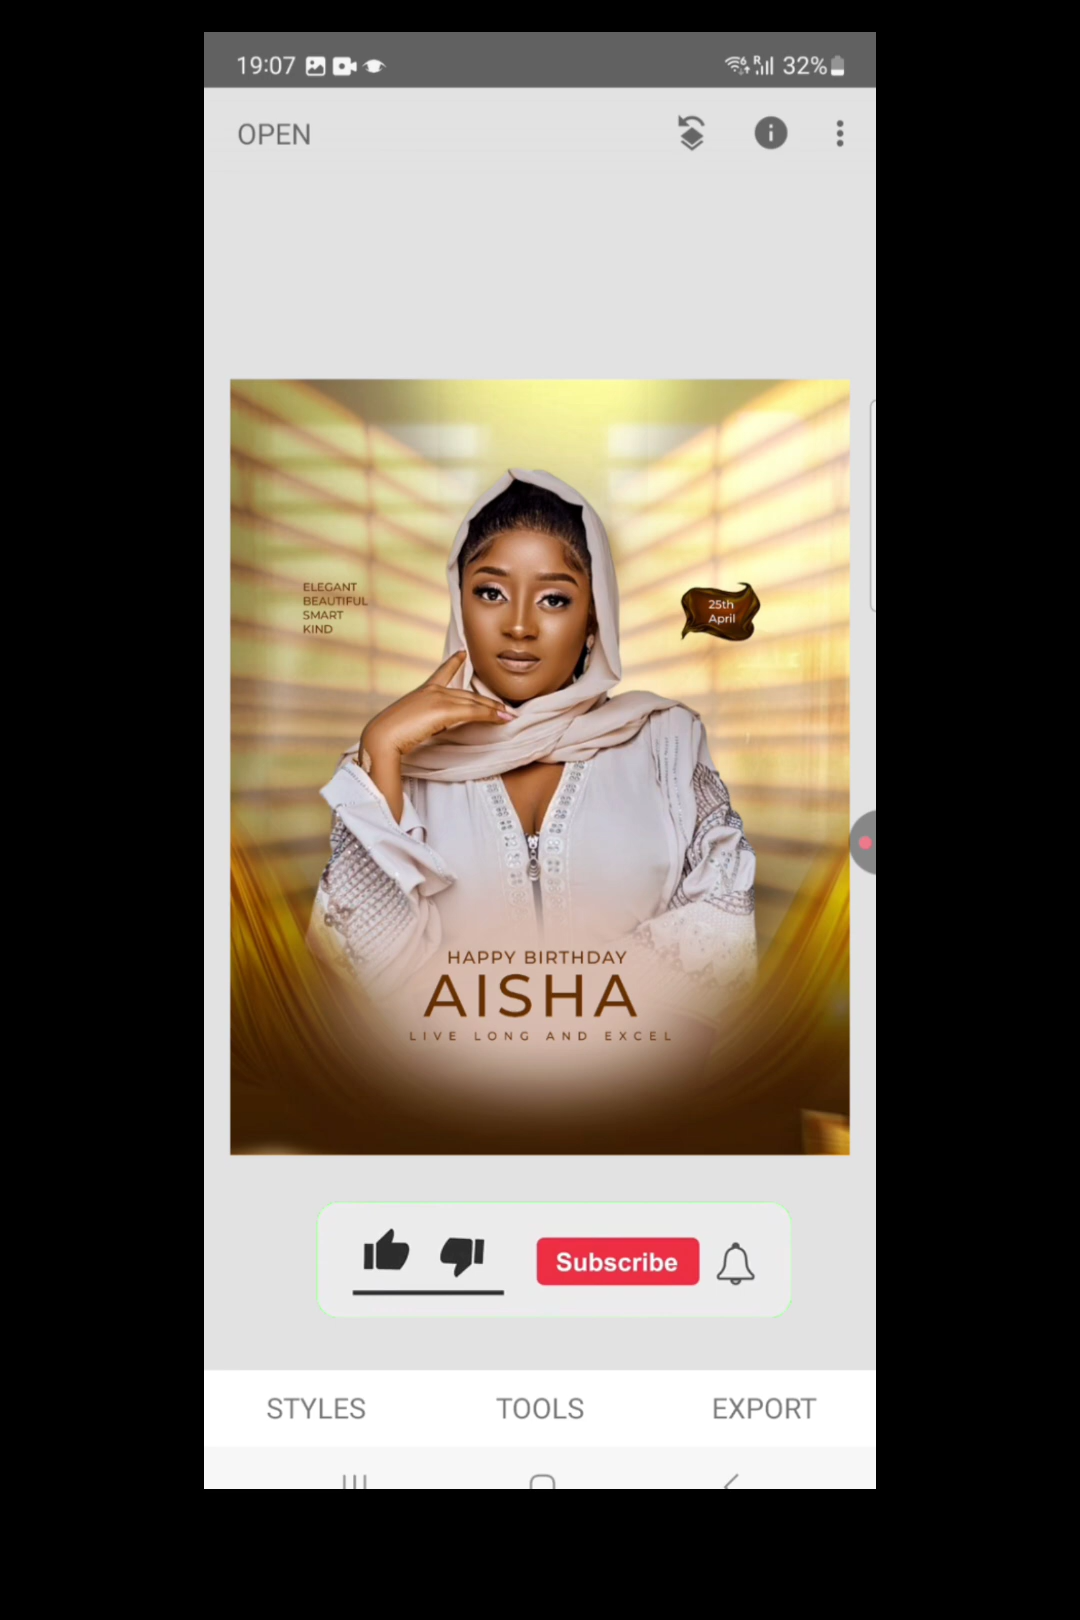 19:07
32%
OPEN
ELEGANT
BEAUTIFUL
SMART
KIND
25th
April
HAPPY BIRTHDAY
AISHA
LIVE LONG AND EXCEL
Subscribe
STYLES TOOLS EXPORT